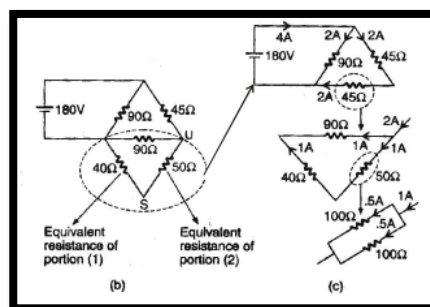 180V
90Ω
45Ω
U
90Ω
40Ω
50Ω
S
Equivalent
resistance of
portion (1)
Equivalent
resistance of
portion (2)
(b)
4A
2A
2A
180V
90Ω
45Ω
2A
45Ω
90Ω
2A
1A
1A
1A
40Ω
50Ω
.5A
1A
100Ω
.5A
100Ω
(c)